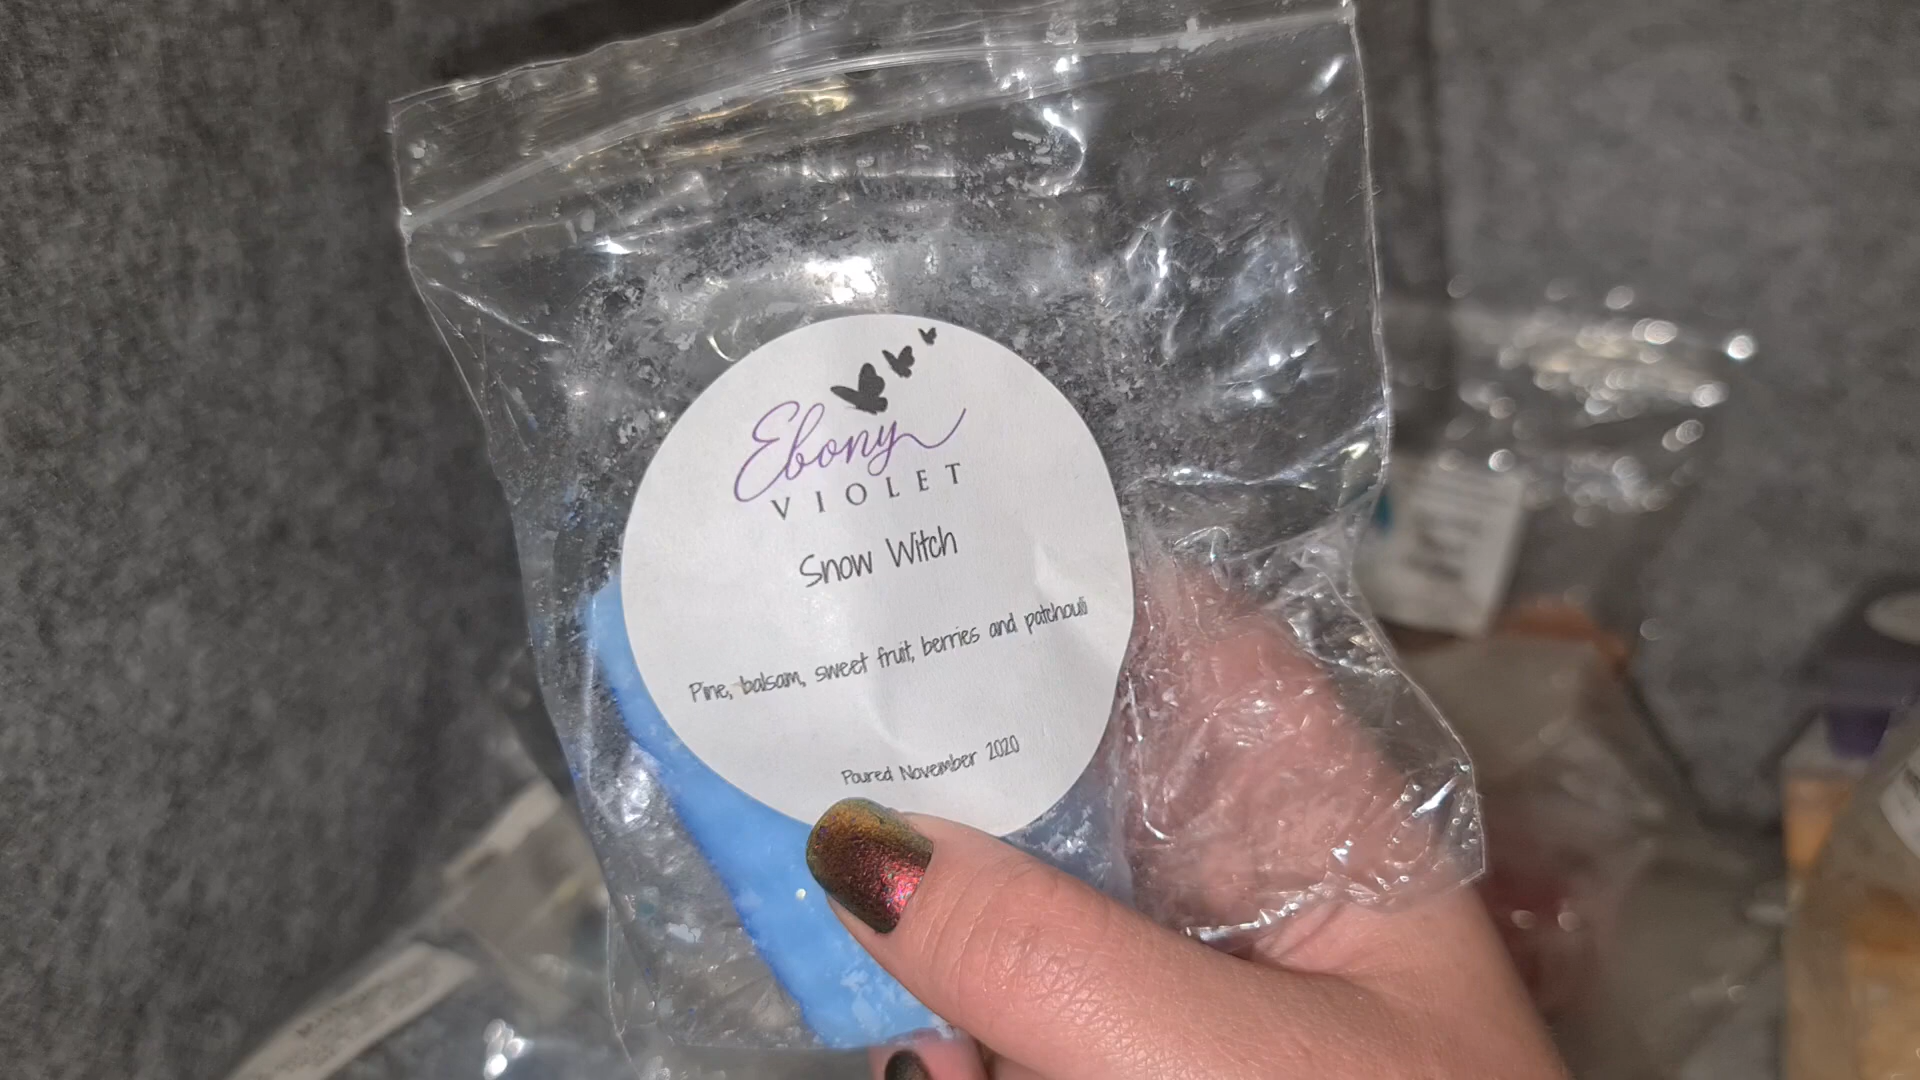 Ebony
VIOLET
Snow Witch
Pine, balsam, sweet fruit, berries and patchouli
Poured November 2020